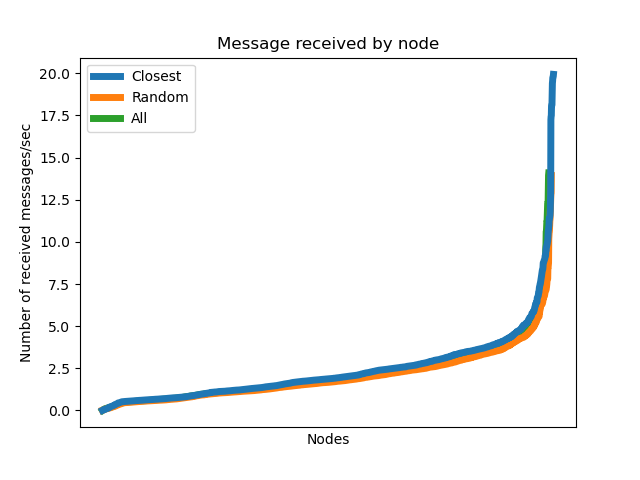 Message received by node
Closest
Random
All
20.0
17.5
15.0
12.5
10.0
7.5
5.0
2.5
0.0
Number of received messages/sec
Nodes